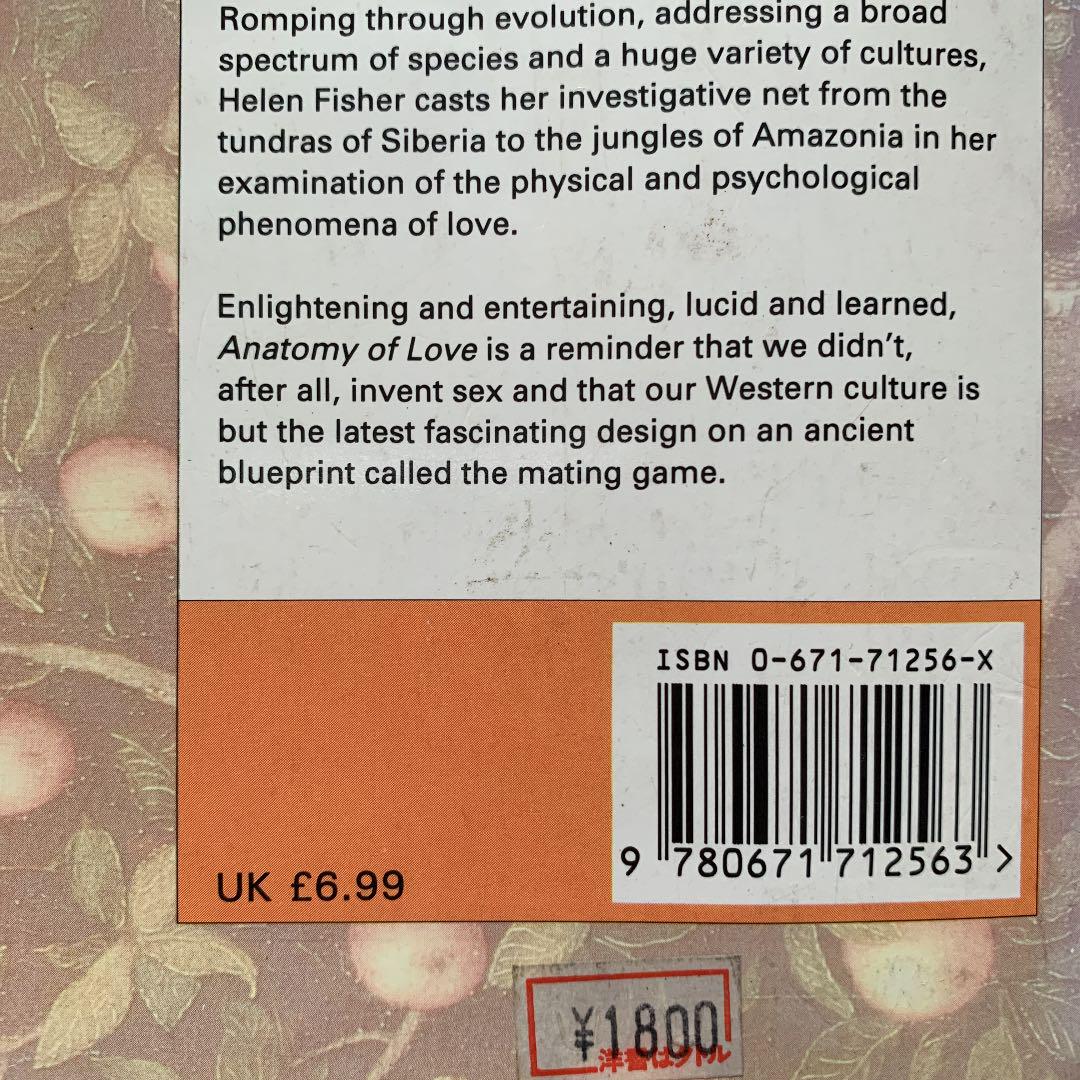 Romping through evolution, addressing a broad
spectrum of species and a huge variety of cultures,
Helen Fisher casts her investigative net from the
tundras of Siberia to the jungles of Amazonia in her
examination of the physical and psychological
phenomena of love.
Enlightening and entertaining, lucid and learned,
Anatomy of Love is a reminder that we didn't,
after all, invent sex and that our Western culture is
but the latest fascinating design on an ancient
blueprint called the mating game.
ISBN 0-671-71256-X
9 780671 712563 >
UK £6.99
¥1800
洋書は